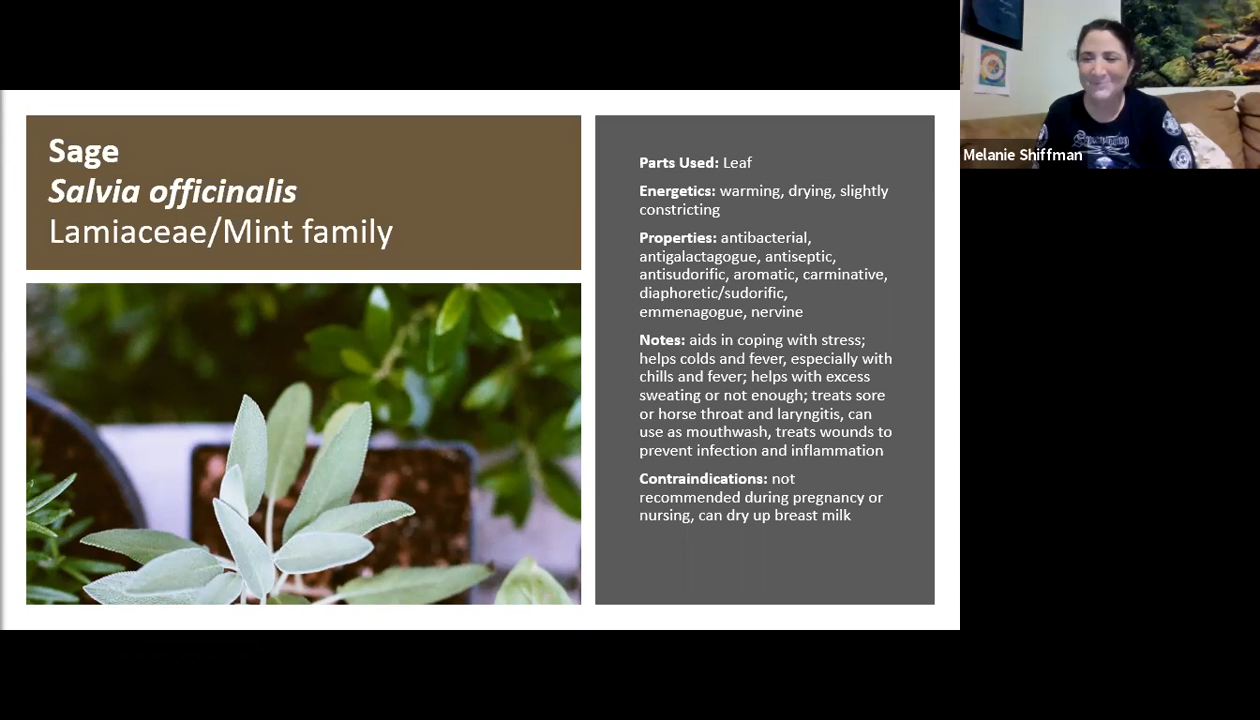 Sage
Salvia officinalis
Lamiaceae/Mint family
Parts Used: Leaf
Energetics: warming, drying, slightly
constricting
Properties: antibacterial,
antigalactagogue, antiseptic,
antisudorific, aromatic, carminative,
diaphoretic/sudorific,
emmenagogue, nervine
Notes: aids in coping with stress;
helps colds and fever, especially with
chills and fever; helps with excess
sweating or not enough; treats sore
or horse throat and laryngitis, can
use as mouthwash, treats wounds to
prevent infection and inflammation
Contraindications: not
recommended during pregnancy or
nursing, can dry up breast milk
Melanie Shiffman